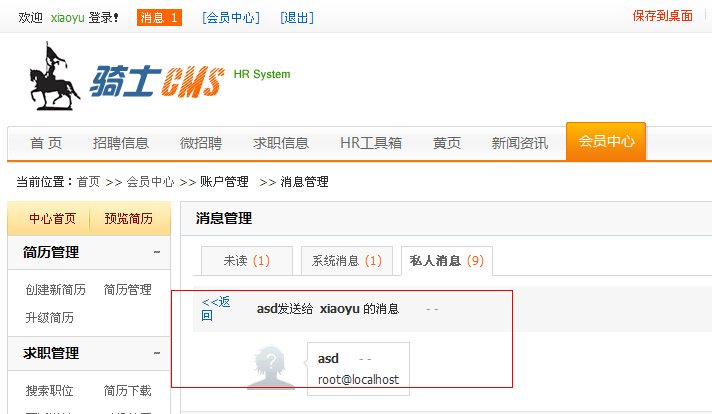 欢迎 xiaoyu 登录! 消息 1 [会员中心] [退出] 保存到桌面
骑士CMS HR System
首 页 招聘信息 微招聘 求职信息 HR工具箱 黄页 新闻资讯 会员中心
当前位置：首页 >> 会员中心 >> 账户管理 >> 消息管理
中心首页 预览简历
消息管理
简历管理 －
未读 (1) 系统消息 (1) 私人消息 (9)
创建新简历 简历管理
<<返回
asd发送给 xiaoyu 的消息 - -
升级简历
求职管理 －
?
asd - -
root@localhost
搜索职位 简历下载